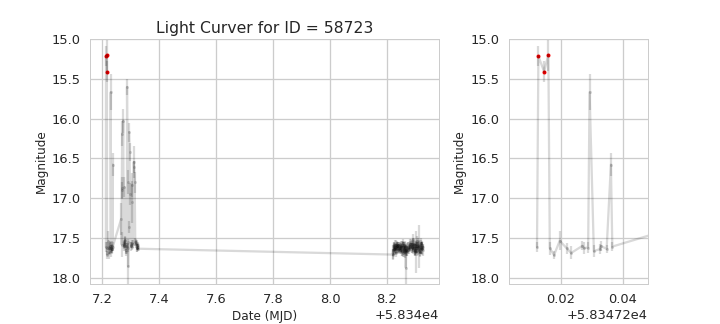 Light Curver for ID = 58723
15.0
15.5
16.0
16.5
17.0
17.5
18.0
Magnitude
7.2 7.4 7.6 7.8 8.0 8.2
Date (MJD)
+5.834e4
15.0
15.5
16.0
16.5
17.0
17.5
18.0
Magnitude
0.02 0.04
+5.83472e4